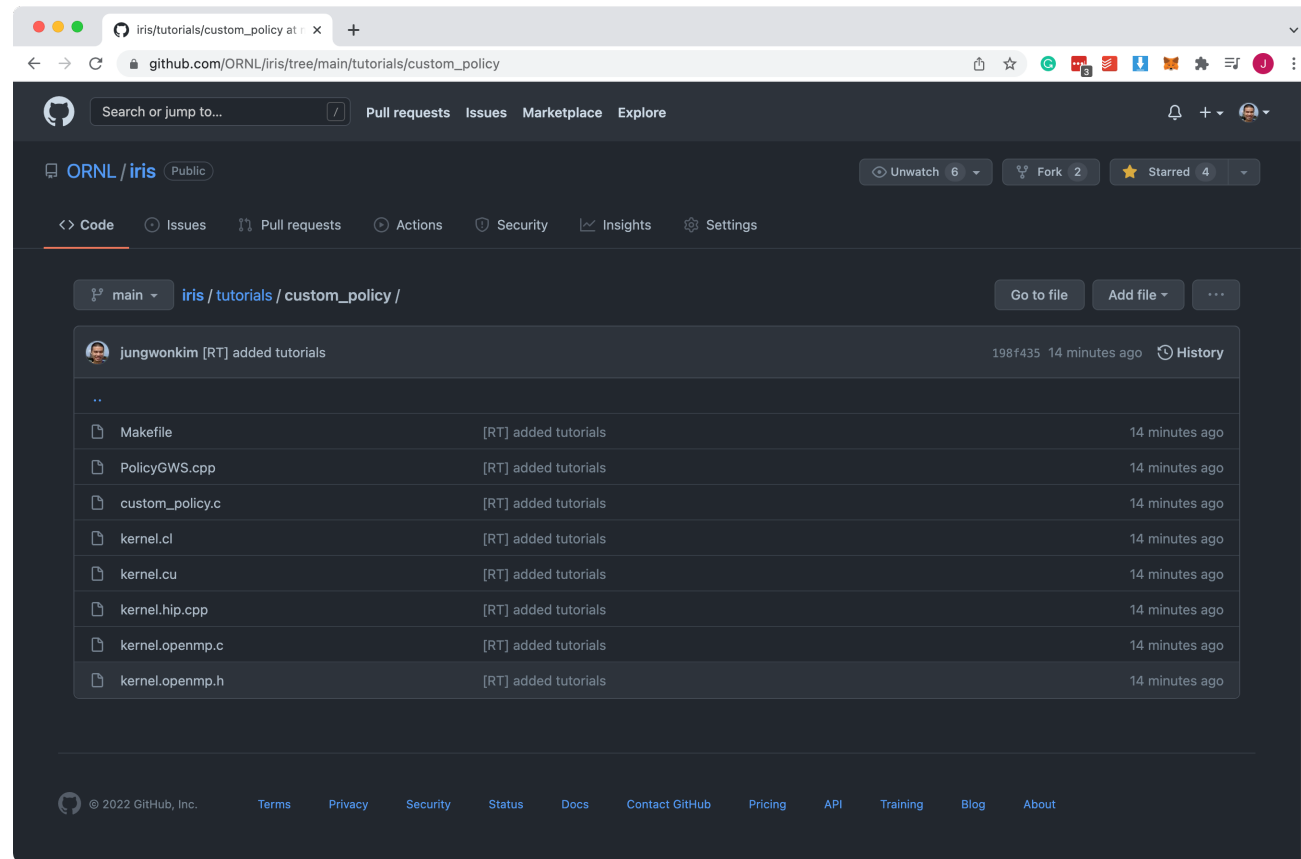 iris/tutorials/custom_policy at r
github.com/ORNL/iris/tree/main/tutorials/custom_policy
3
J
Search or jump to... / Pull requests Issues Marketplace Explore
ORNL / iris Public
Unwatch 6 Fork 2 Starred 4
Code Issues Pull requests Actions Security Insights Settings
main iris / tutorials / custom_policy / Go to file Add file ...
jungwonkim [RT] added tutorials 198f435 14 minutes ago History
..
Makefile [RT] added tutorials 14 minutes ago
PolicyGWS.cpp [RT] added tutorials 14 minutes ago
custom_policy.c [RT] added tutorials 14 minutes ago
kernel.cl [RT] added tutorials 14 minutes ago
kernel.cu [RT] added tutorials 14 minutes ago
kernel.hip.cpp [RT] added tutorials 14 minutes ago
kernel.openmp.c [RT] added tutorials 14 minutes ago
kernel.openmp.h [RT] added tutorials 14 minutes ago
© 2022 GitHub, Inc. Terms Privacy Security Status Docs Contact GitHub Pricing API Training Blog About